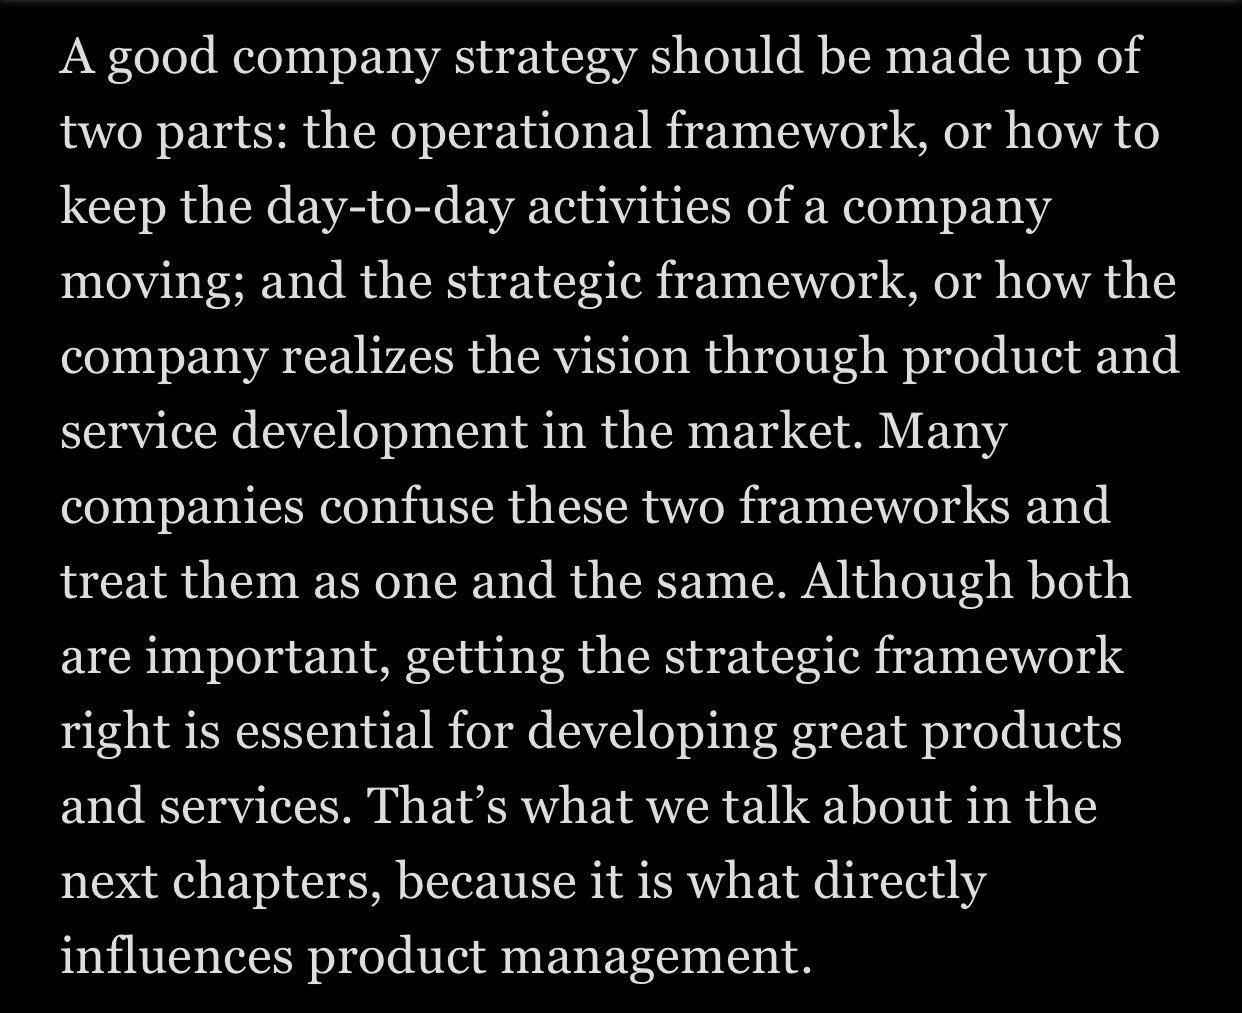 A good company strategy should be made up of
two parts: the operational framework, or how to
keep the day-to-day activities of a company
moving; and the strategic framework, or how the
company realizes the vision through product and
service development in the market. Many
companies confuse these two frameworks and
treat them as one and the same. Although both
are important, getting the strategic framework
right is essential for developing great products
and services. That’s what we talk about in the
next chapters, because it is what directly
influences product management.